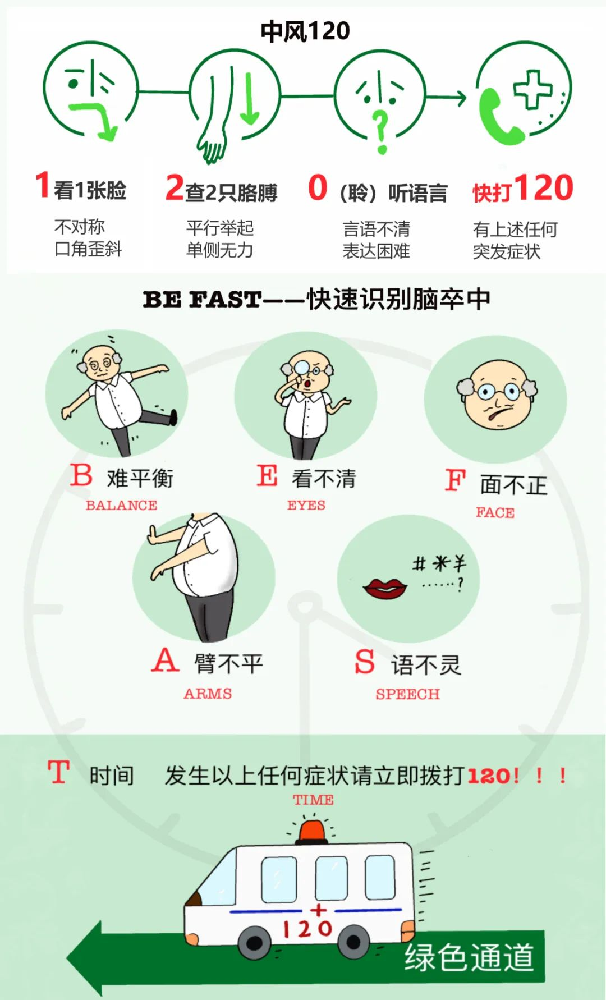 中风120
1看1张脸
不对称
口角歪斜
2查2只胳膊
平行举起
单侧无力
0（聆）听语言
言语不清
表达困难
快打120
有上述任何
突发症状
BE FAST——快速识别脑卒中
B 难平衡
BALANCE
E 看不清
EYES
F 面不正
FACE
A 臂不平
ARMS
#*¥
……?
S 语不灵
SPEECH
T 时间 发生以上任何症状请立即拨打120！！！
TIME
120
绿色通道